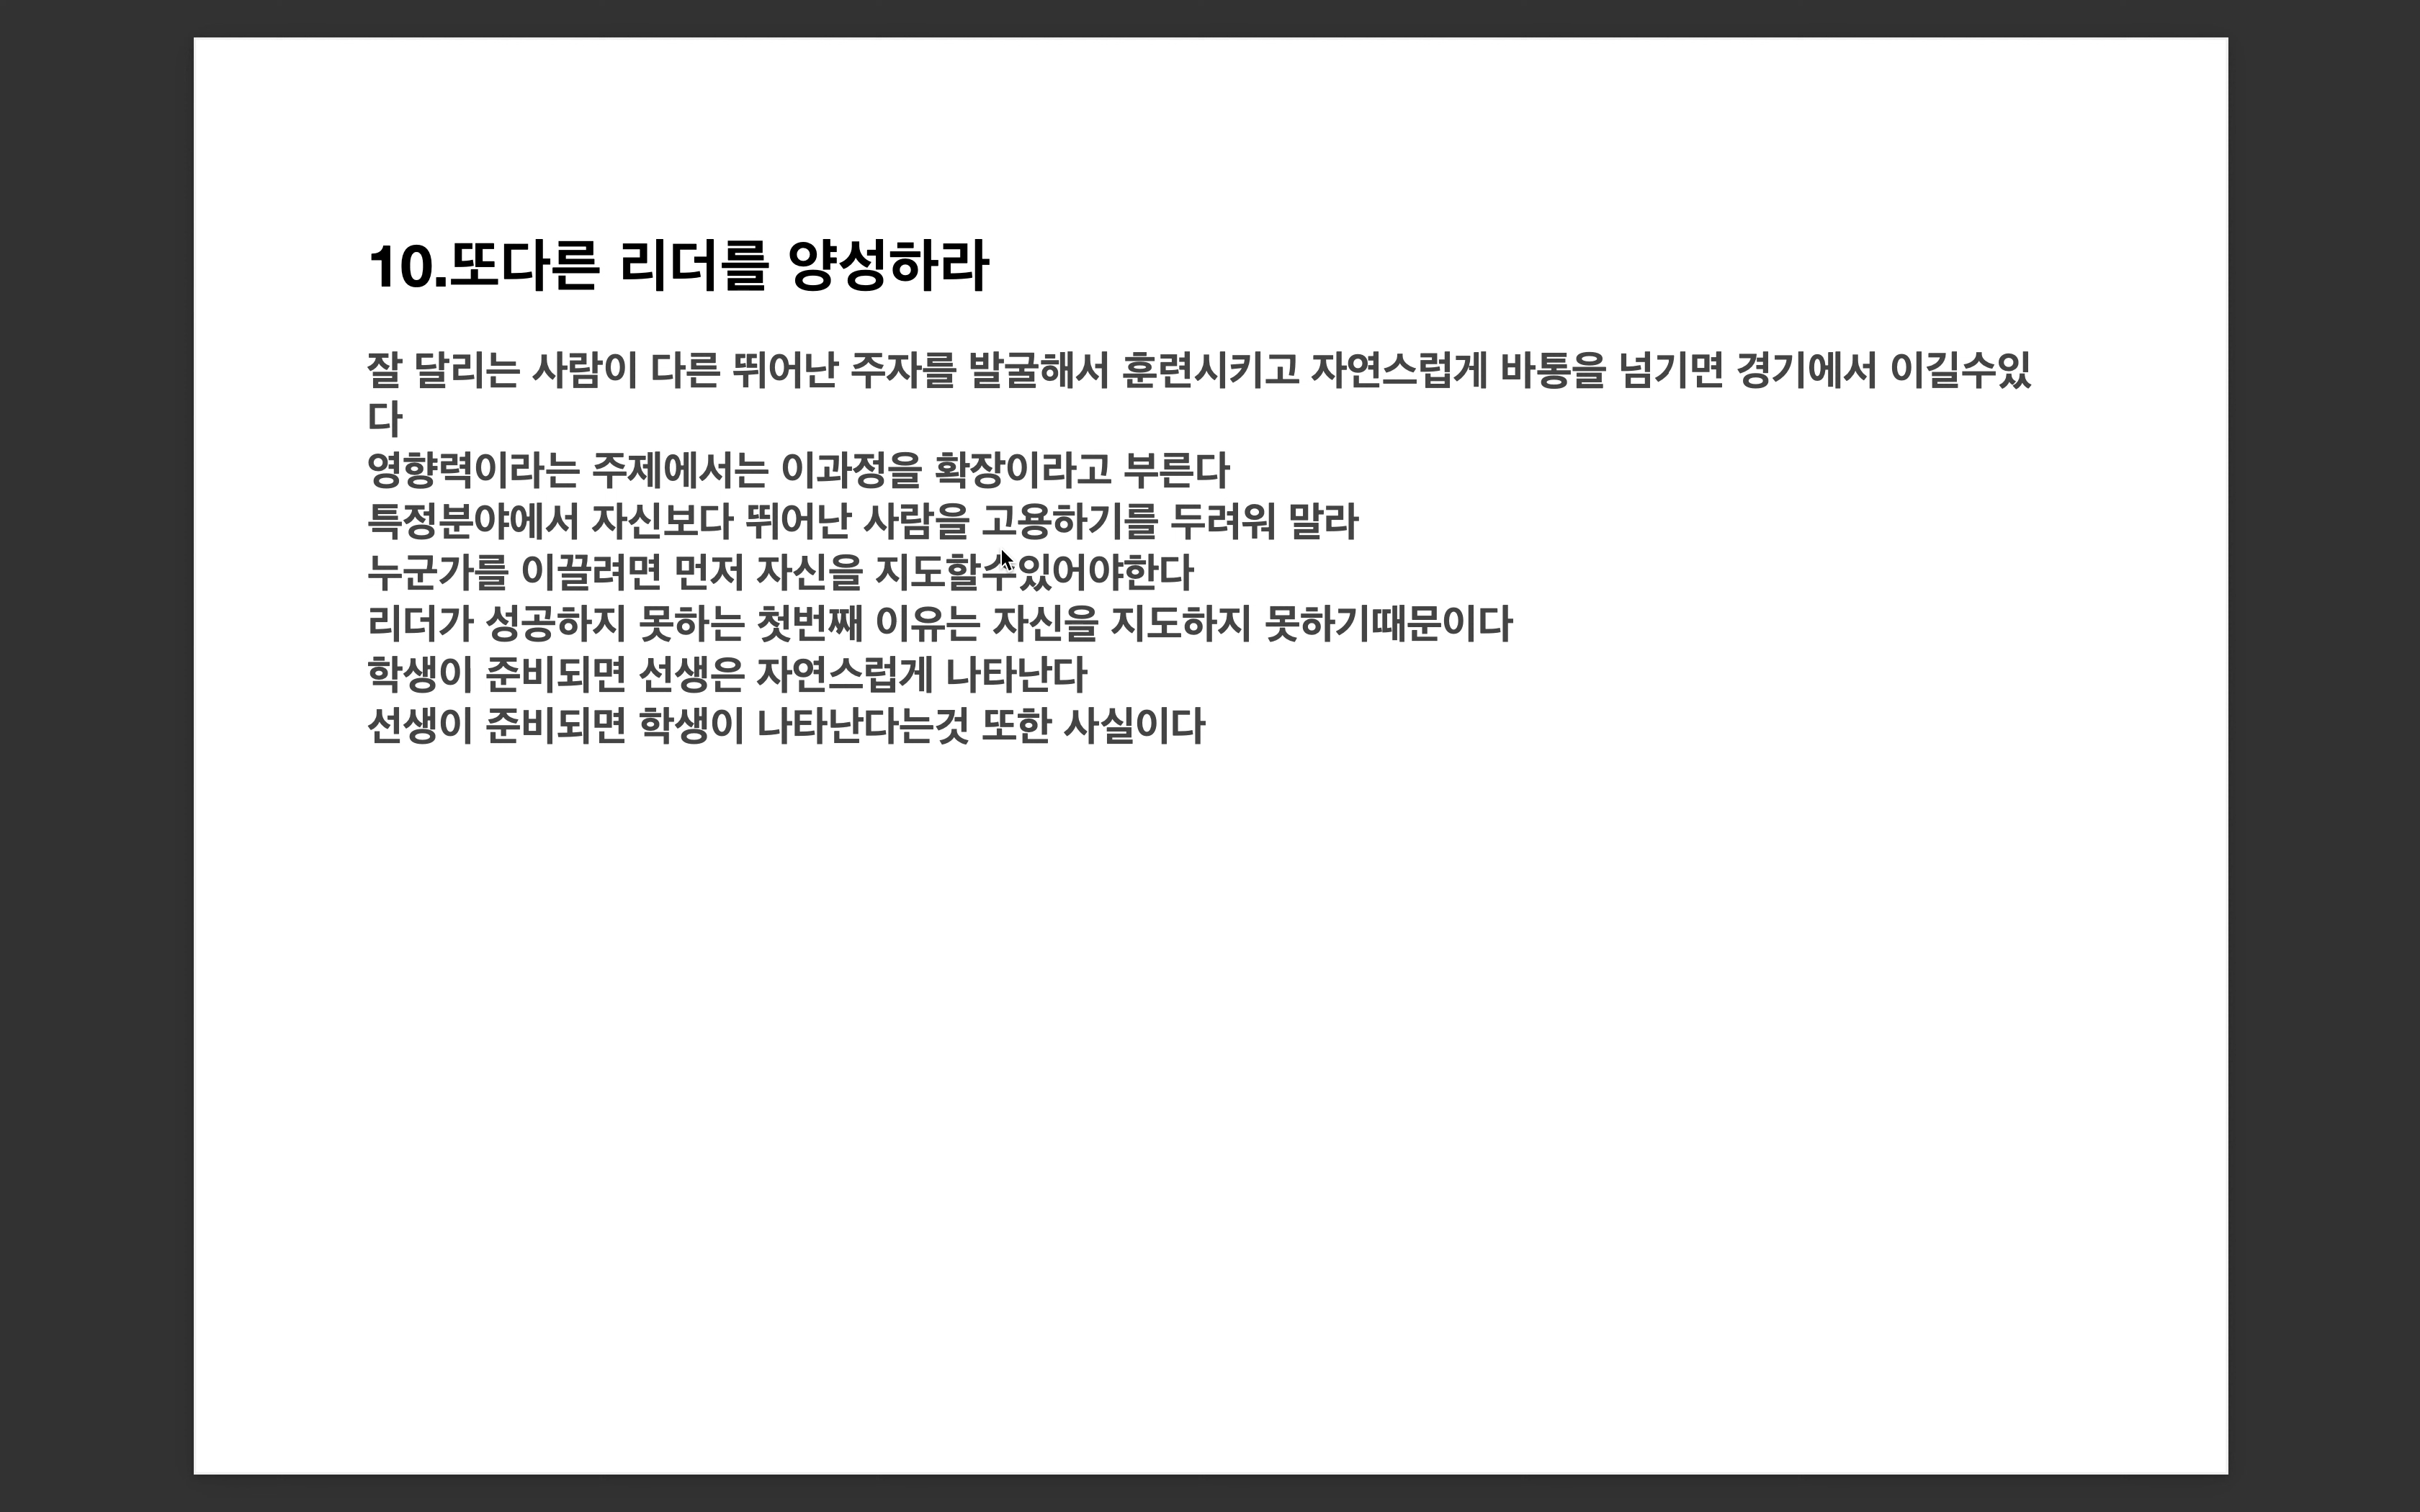 10.또다른 리더를 양성하라
잘 달리는 사람이 다른 뛰어난 주자를 발굴해서 훈련시키고 자연스럽게 바톤을 넘기면 경기에서 이길수있
다
영향력이라는 주제에서는 이과정을 확장이라고 부른다
특정분야에서 자신보다 뛰어난 사람을 고용하기를 두려워 말라
누군가를 이끌려면 먼저 자신을 지도할수있어야한다
리더가 성공하지 못하는 첫번째 이유는 자신을 지도하지 못하기때문이다
학생이 준비되면 선생은 자연스럽게 나타난다
선생이 준비되면 학생이 나타난다는것 또한 사실이다